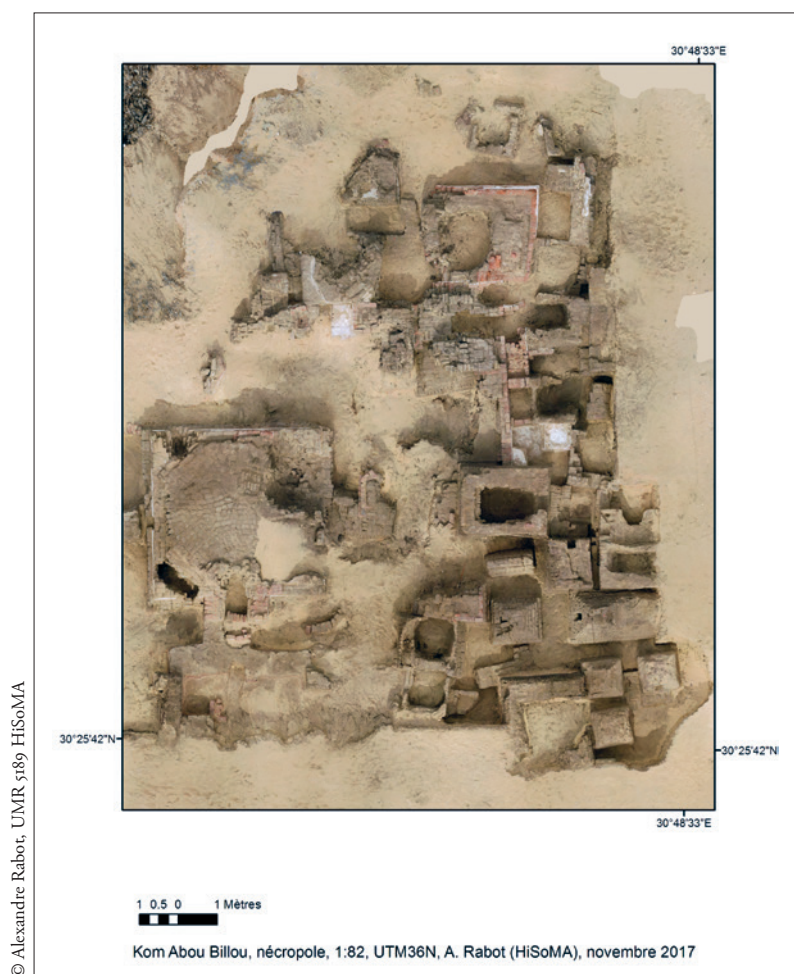 30°48'33"E
30°25'42"N
30°25'42"N
30°48'33"E
1 0.5 0 1 Mètres
Kom Abou Billou, nécropole, 1:82, UTM36N, A. Rabot (HiSoMA), novembre 2017
© Alexandre Rabot, UMR 5189 HiSoMA